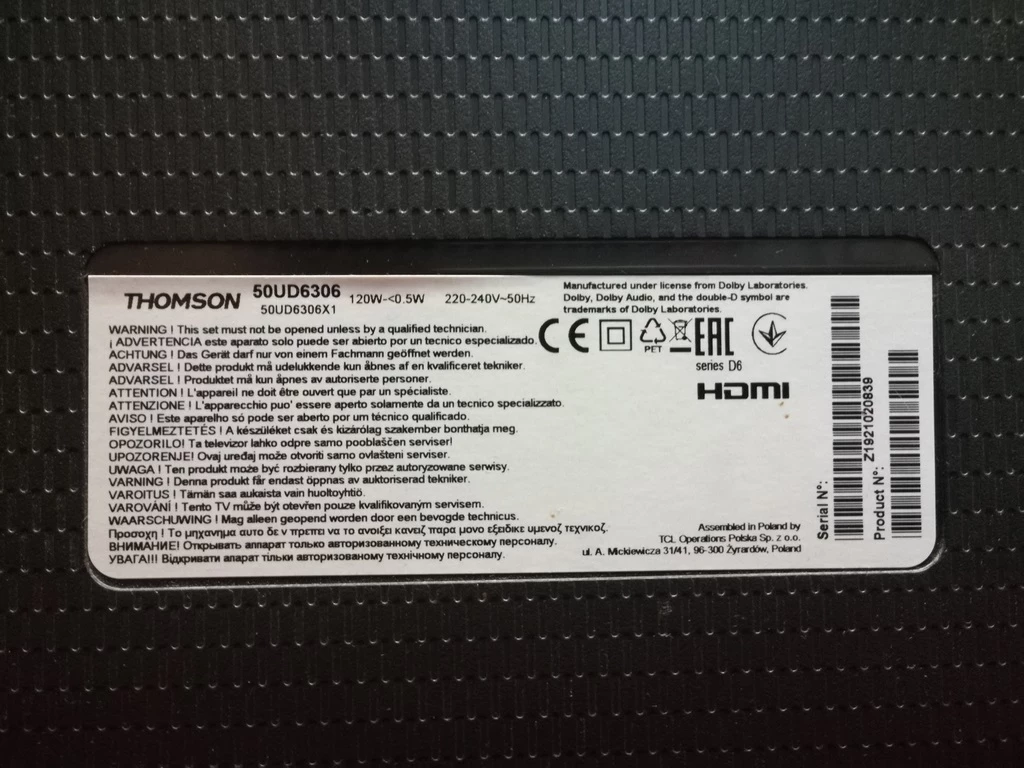 THOMSON 50UD6306 120W-<0.5W 220-240V~50Hz
50UD6306X1
WARNING ! This set must not be opened unless by a qualified technician.
¡ ADVERTENCIA este aparato solo puede ser abierto por un tecnico especializado.
ACHTUNG ! Das Gerät darf nur von einem Fachmann geöffnet werden.
ADVARSEL ! Dette produkt må udelukkende kun åbnes af en kvalificeret tekniker.
ADVARSEL ! Produktet må kun åpnes av autoriserte personer.
ATTENTION ! L'appareil ne doit être ouvert que par un spécialiste.
ATTENZIONE ! L'apparecchio puo' essere aperto solamente da un tecnico specializzato.
AVISO ! Este aparelho só pode ser aberto por um técnico qualificado.
FIGYELMEZTETÉS ! A készüléket csak és kizárólag szakember bonthatja meg.
OPOZORILO! Ta televizor lahko odpre samo pooblaščen serviser!
UPOZORENJE! Ovaj uređaj može otvoriti samo ovlašteni serviser.
UWAGA ! Ten produkt może być rozbierany tylko przez autoryzowane serwisy.
VARNING ! Denna produkt får endast öppnas av auktoriserad tekniker.
VAROITUS ! Tämän saa aukaista vain huoltoyhtiö.
VAROVÁNÍ ! Tento TV může být otevřen pouze kvalifikovaným servisem.
WAARSCHUWING ! Mag alleen geopend worden door een bevogde technicus.
Προσοχη ! Το μηχανημα αυτο δε ν πρεπει να το ανοιξει κανειζ παρα μονο εξειδικε υμενοζ τεχνικοζ.
ВНИМАНИЕ! Открывать аппарат только авторизованному техническому персоналу.
УВАГА!!! Відкривати апарат тільки авторизованому технічному персоналу.
Manufactured under license from Dolby Laboratories.
Dolby, Dolby Audio, and the double-D symbol are
trademarks of Dolby Laboratories.
CE PET EAC
series D6
HDMI
Assembled in Poland by
TCL Operations Polska Sp. z o.o.
ul. A. Mickiewicza 31/41, 96-300 Żyrardów, Poland
Serial N°: Z1921020839
Product N°: